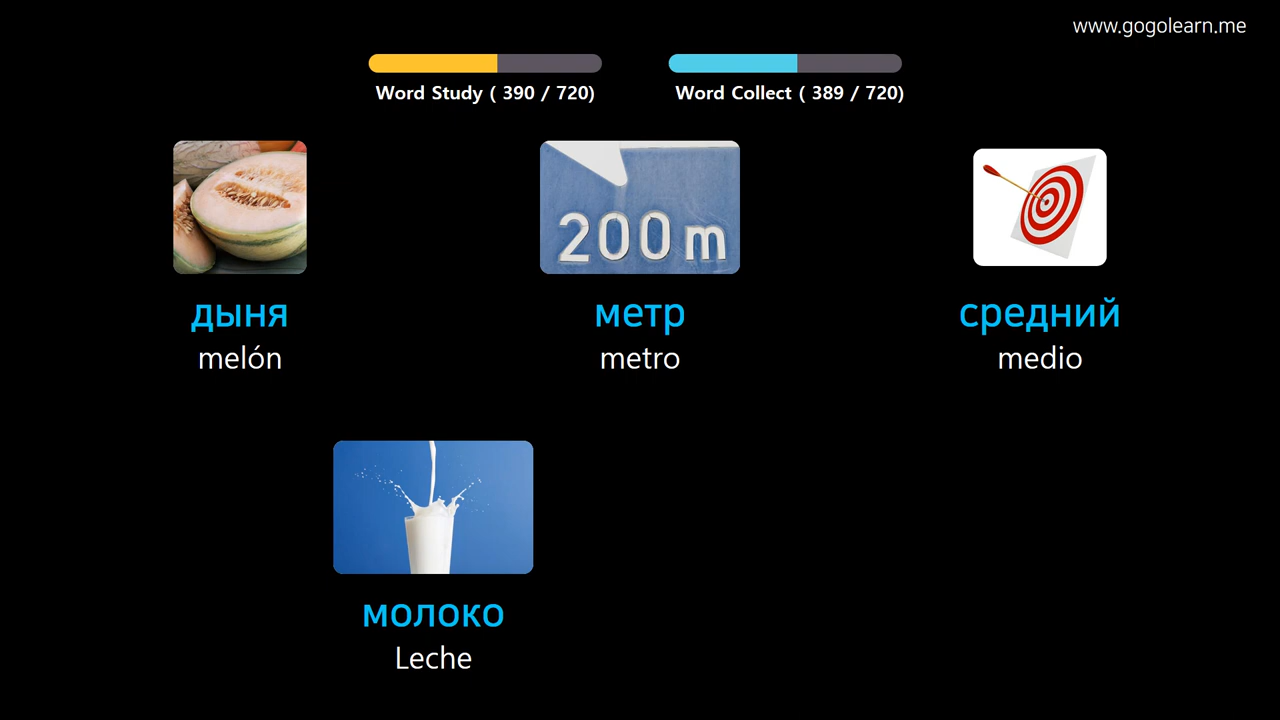 www.gogolearn.me
Word Study ( 390 / 720)
Word Collect ( 389 / 720)
200m
дыня
метр
средний
melón
metro
medio
молоко
Leche